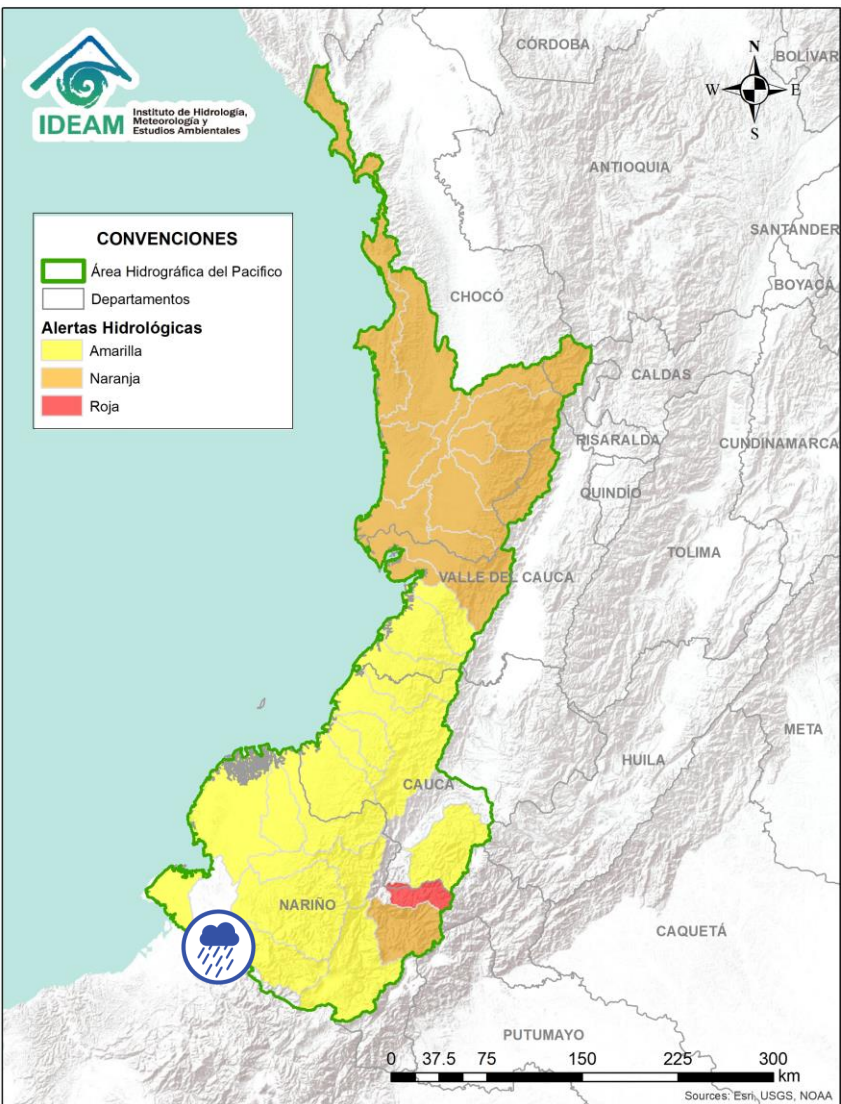 IDEAM
Instituto de Hidrología,
Meteorología y
Estudios Ambientales
N
W
E
S
CONVENCIONES
Área Hidrográfica del Pacifico
Departamentos
Alertas Hidrológicas
Amarilla
Naranja
Roja
CÓRDOBA
BOLÍVAR
ANTIOQUIA
SANTANDER
BOYACÁ
CHOCÓ
CALDAS
RISARALDA
CUNDINAMARCA
QUINDÍO
TOLIMA
VALLE DEL CAUCA
META
HUILA
CAUCA
NARIÑO
CAQUETÁ
PUTUMAYO
0 37.5 75 150 225 300
km
Sources: Esri, USGS, NOAA